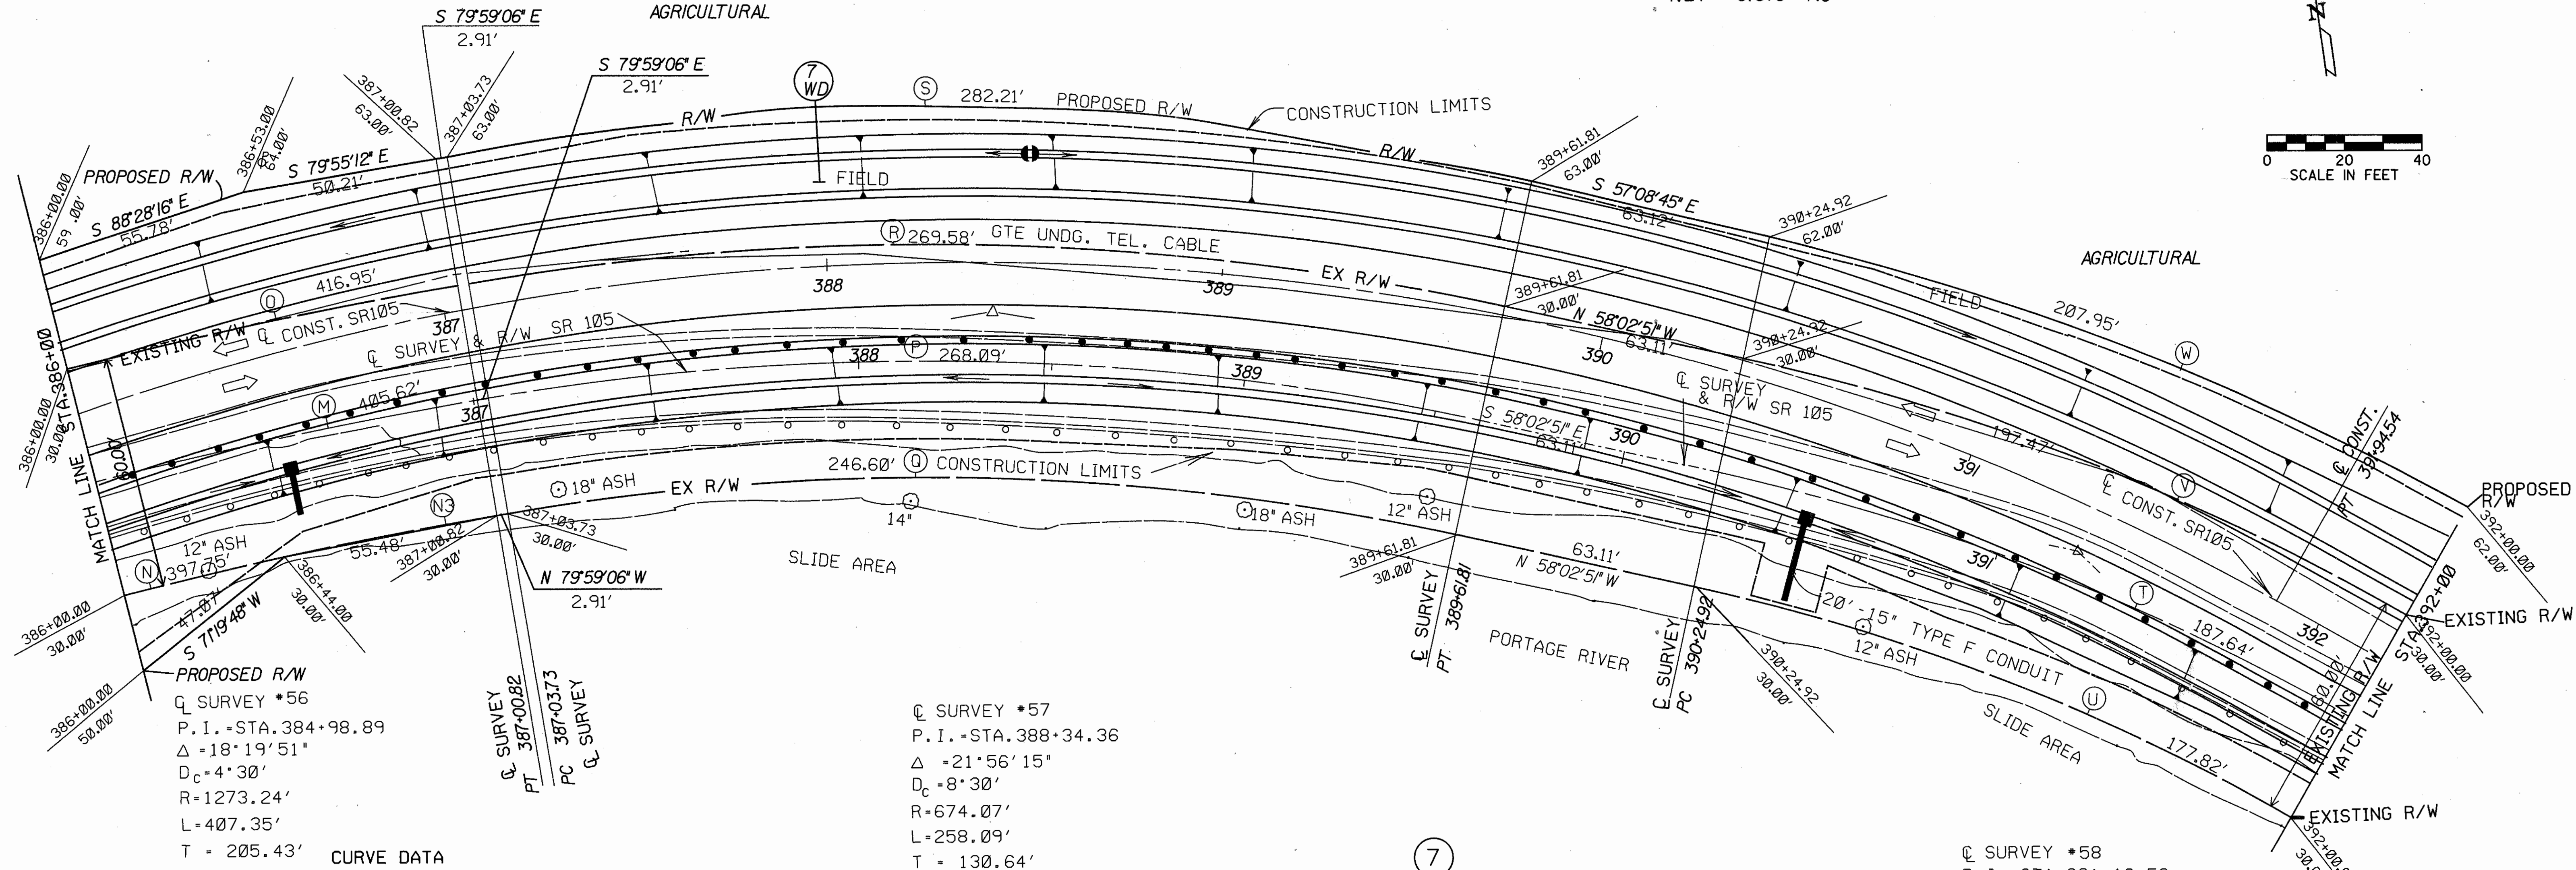 S 79°59'06" E
2.91'
AGRICULTURAL
S 79°59'06" E
2.91'
7
WD
S
282.21'
PROPOSED R/W
CONSTRUCTION LIMITS
N
0 20 40
SCALE IN FEET
387+00.82
63.00'
387+03.73
63.00'
386+53.00
64.00'
R/W
R/W
389+61.81
63.00'
PROPOSED R/W
S 79°55'12" E
50.21'
386+00.00
59.00'
S 88°28'16" E
55.78'
FIELD
S 57°08'45" E
63.12'
390+24.92
62.00'
AGRICULTURAL
R
269.58'
GTE UNDG. TEL. CABLE
EX R/W
389+61.81
30.00'
416.95'
O
388
389
FIELD
207.95'
W
EXISTING R/W
℄ CONST. SR105
387
℄ SURVEY & R/W SR 105
N 58°02'51" W
63.11'
390+24.92
30.00'
390
388
P
268.09'
389
MATCH LINE STA.386+00
386+00.00
30.00'
60.00'
M
405.62'
387
℄ SURVEY
& R/W SR 105
S 58°02'51" E
63.11'
390
197.47'
391
℄ CONST.
391+94.54
PT
V
℄ CONST. SR105
PROPOSED
R/W
392+00.00
62.00'
246.60'
Q
CONSTRUCTION LIMITS
18" ASH
EX R/W
14"
18" ASH
12" ASH
N3
387+03.73
30.00'
12" ASH
N
397.75'
55.48'
387+00.82
30.00'
386+44.00
30.00'
47.07'
S 71°19'48" W
386+00.00
30.00'
N 79°59'06" W
2.91'
SLIDE AREA
389+61.81
30.00'
63.11'
N 58°02'51" W
391
T
187.64'
392
EXISTING R/W
392+00.00
30.00'
MATCH LINE STA.392+00
EXISTING R/W
60.00'
20'-15" TYPE F CONDUIT
12" ASH
℄ SURVEY
PT 389+61.81
PORTAGE RIVER
℄ SURVEY
PC 390+24.92
390+24.92
30.00'
U
SLIDE AREA
177.82'
EXISTING R/W
392+00.
PROPOSED R/W
386+00.00
50.00'
℄ SURVEY
PT 387+00.82
PC 387+03.73
℄ SURVEY
℄ SURVEY #56
P.I.=STA.384+98.89
Δ =18°19'51"
Dc=4°30'
R=1273.24'
L=407.35'
T = 205.43'
CURVE DATA
℄ SURVEY #57
P.I.=STA.388+34.36
Δ =21°56'15"
Dc=8°30'
R=674.07'
L=258.09'
T = 130.64'
7
℄ SURVEY #58